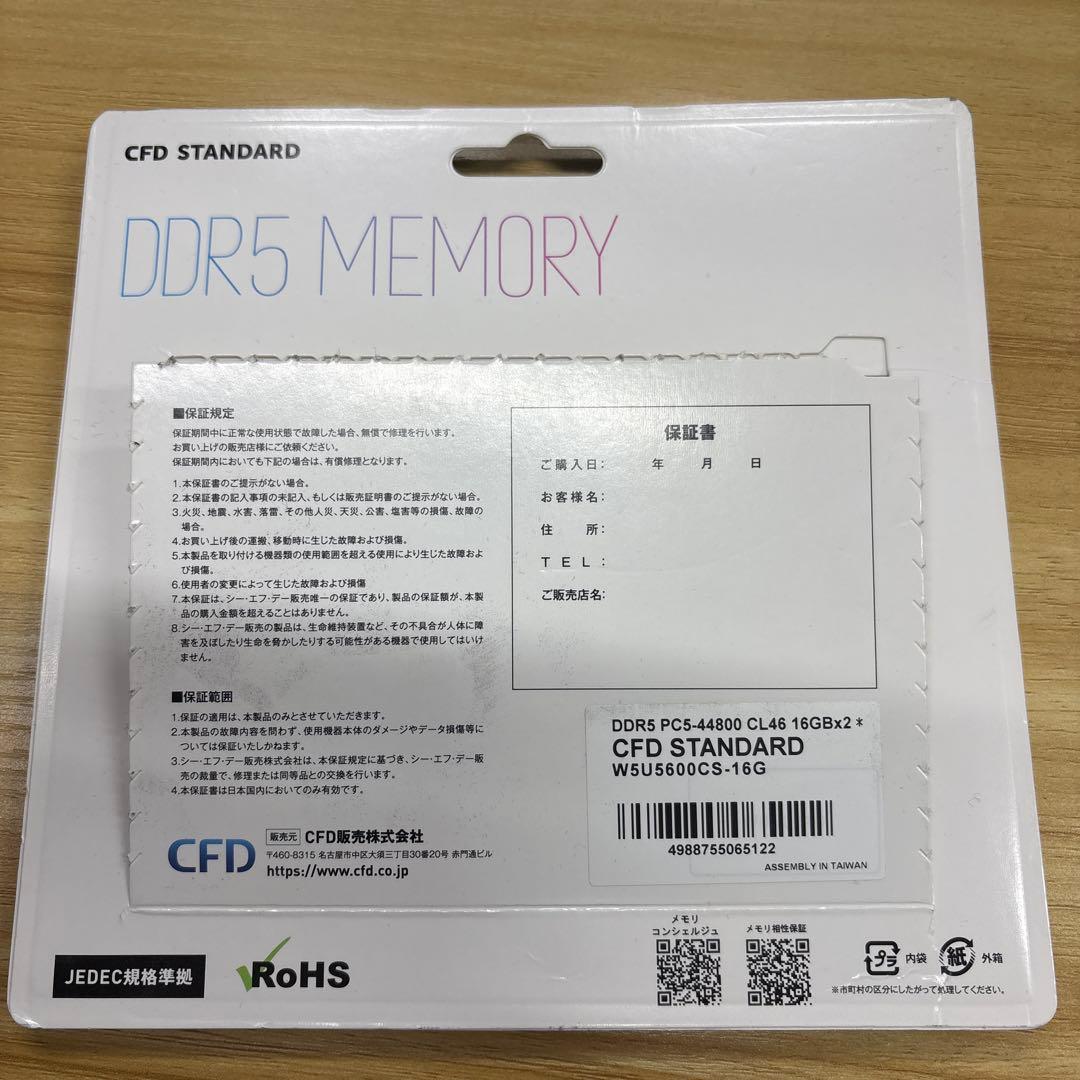 CFD STANDARD
DDR5 MEMORY
■保証規定
保証期間中に正常な使用状態で故障した場合、無償で修理を行います。
お買い上げの販売店様にご依頼ください。
保証期間内においても下記の場合は、有償修理となります。
1.本保証書のご提示がない場合。
2.本保証書の記入事項の未記入、もしくは販売証明書のご提示がない場合。
3.火災、地震、水害、落雷、その他人災、天災、公害、塩害等の損傷、故障の
場合。
4.お買い上げ後の運搬、移動時に生じた故障および損傷。
5.本製品を取り付ける機器類の使用範囲を超える使用により生じた故障およ
び損傷。
6.使用者の変更によって生じた故障および損傷
7.本保証は、シー・エフ・デー販売唯一の保証であり、製品の保証額が、本製
品の購入金額を超えることはありません。
8.シー・エフ・デー販売の製品は、生命維持装置など、その不具合が人体に障
害を及ぼしたり生命を脅かしたりする可能性がある機器で使用してはいけ
ません。
■保証範囲
1.保証の適用は、本製品のみとさせていただきます。
2.本製品の故障内容を問わず、使用機器本体のダメージやデータ損傷等に
ついては保証いたしかねます。
3.シー・エフ・デー販売株式会社は、本保証規定に基づき、シー・エフ・デー販
売の裁量で、修理または同等品との交換を行います。
4.本保証書は日本国内においてのみ有効です。
CFD
販売元 CFD販売株式会社
〒460-8315 名古屋市中区大須三丁目30番20号 赤門通ビル
https://www.cfd.co.jp
保証書
ご購入日: 年 月 日
お客様名:
住 所:
TEL:
ご販売店名:
DDR5 PC5-44800 CL46 16GBx2 *
CFD STANDARD
W5U5600CS-16G
4988755065122
ASSEMBLY IN TAIWAN
JEDEC規格準拠
RoHS
メモリ
コンシェルジュ
メモリ相性保証
プラ 内袋
紙 外箱
※市町村の区分にしたがって処理してください。